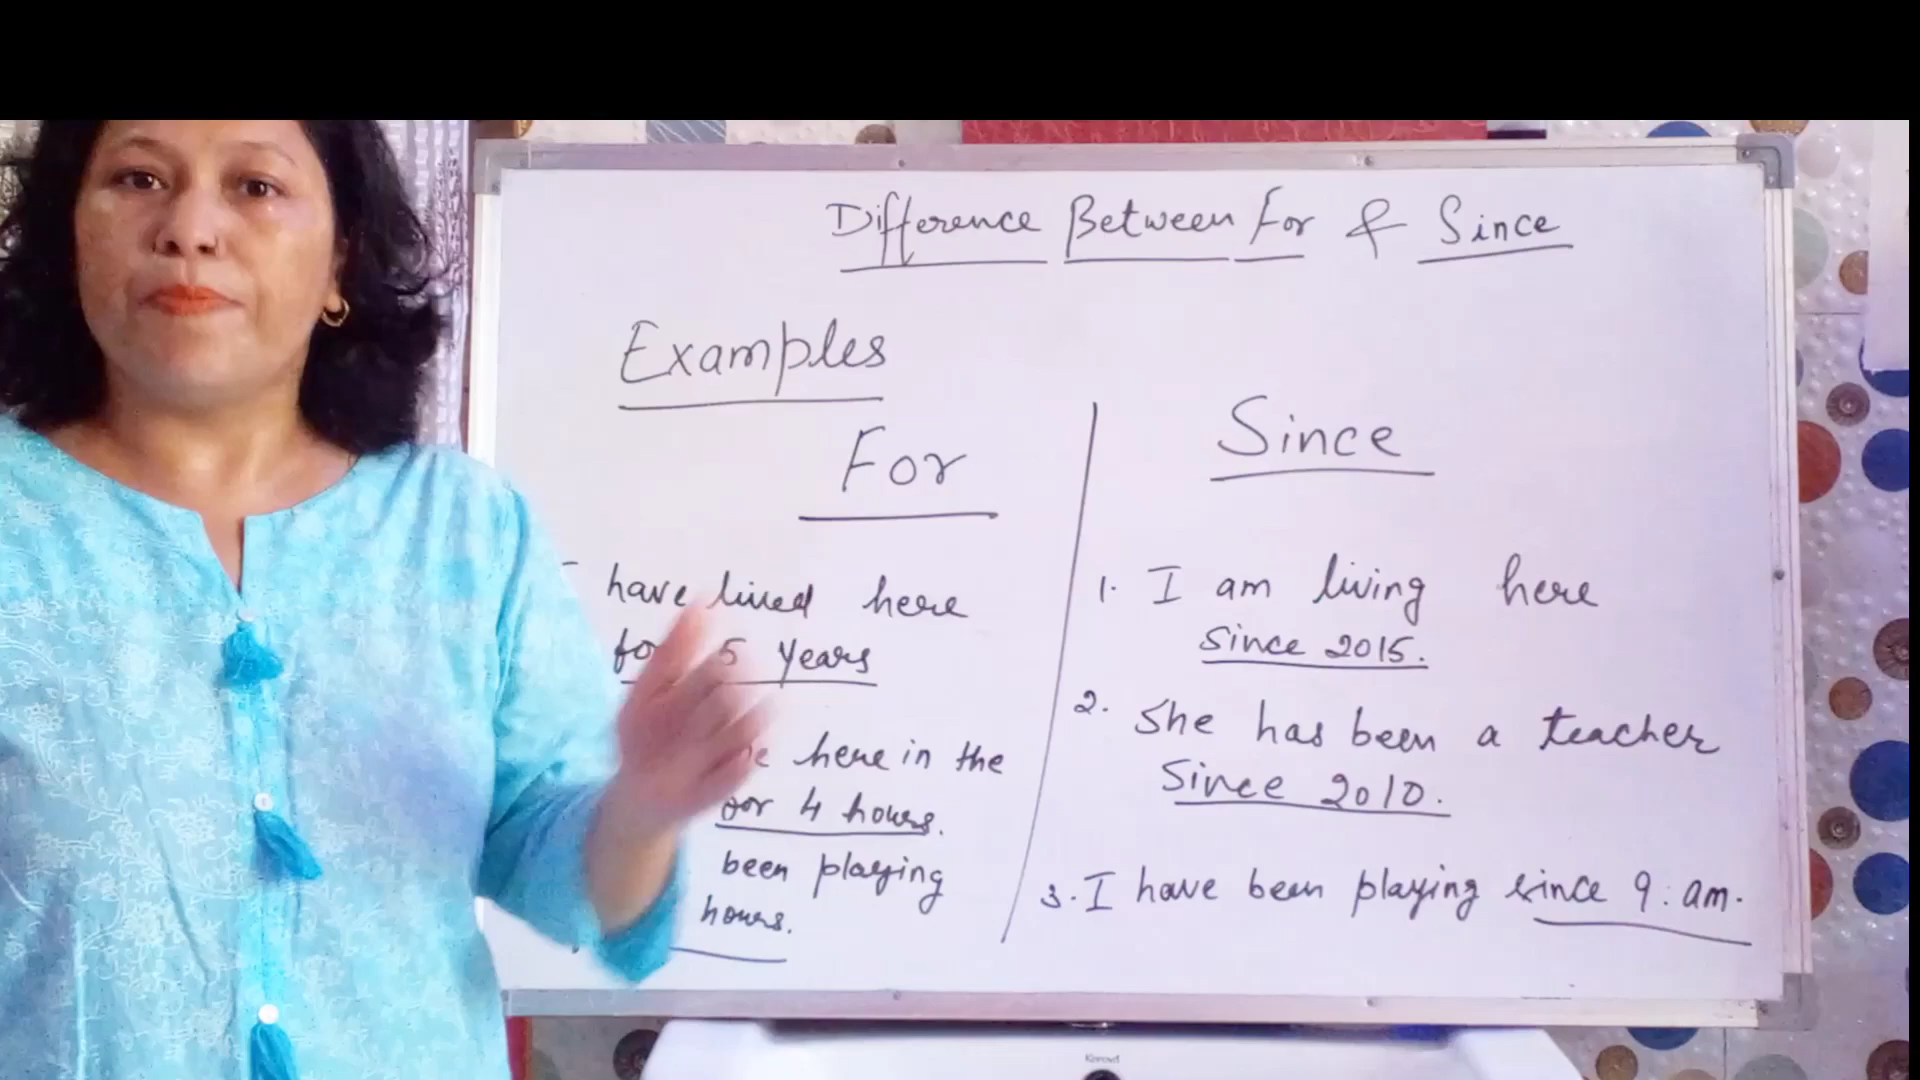 Difference Between For & Since
Examples
For
have lived here
for 5 years
here in the
for 4 hours.
been playing
hours.
Since
1. I am living here
since 2015.
2. She has been a teacher
Since 2010.
3. I have been playing since 9:am.